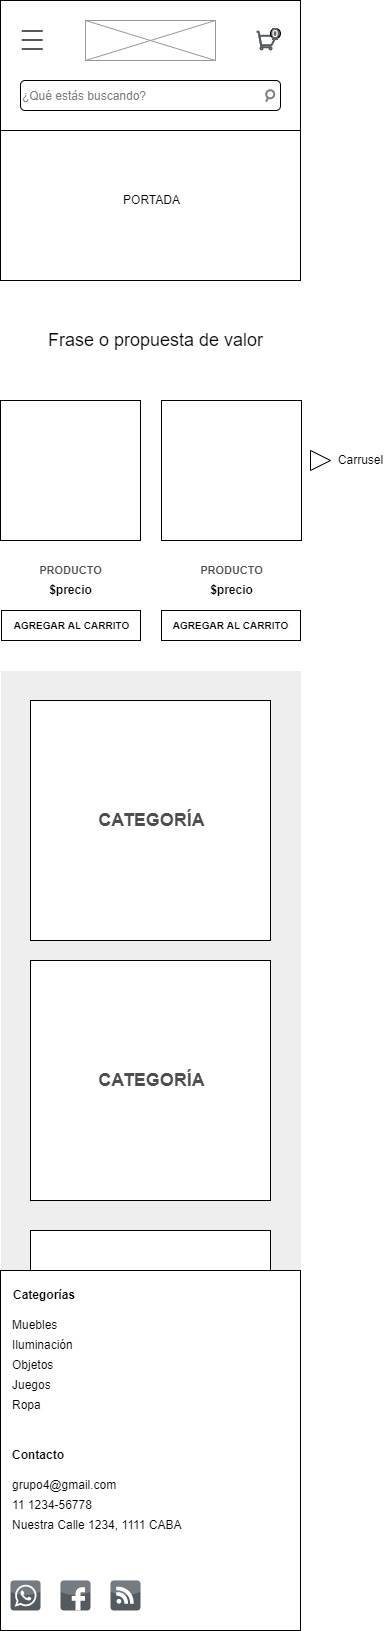 0
¿Qué estás buscando?
PORTADA
Frase o propuesta de valor
Carrusel
PRODUCTO PRODUCTO
$precio $precio
AGREGAR AL CARRITO AGREGAR AL CARRITO
CATEGORÍA
CATEGORÍA
Categorías
Muebles
Iluminación
Objetos
Juegos
Ropa
Contacto
grupo4@gmail.com
11 1234-56778
Nuestra Calle 1234, 1111 CABA